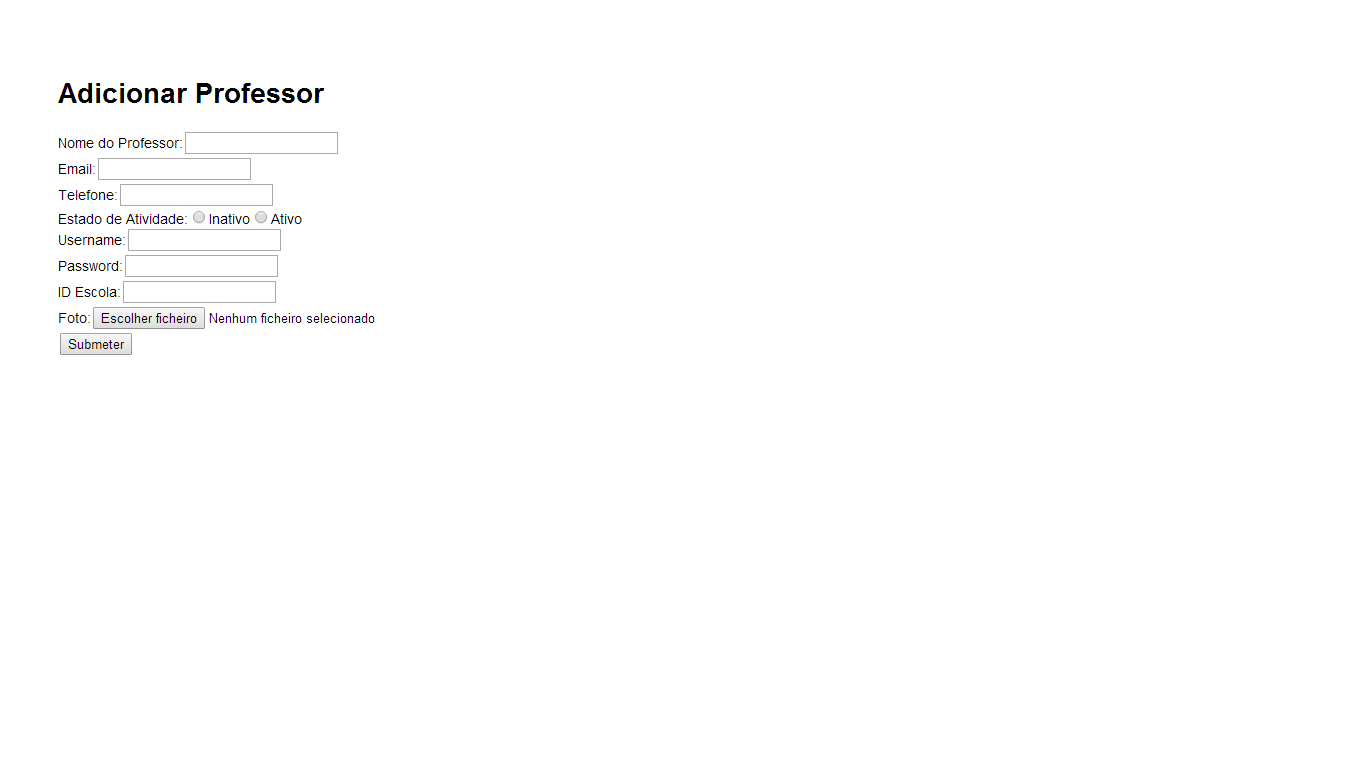 Adicionar Professor
Nome do Professor:
Email:
Telefone:
Estado de Atividade: Inativo Ativo
Username:
Password:
ID Escola:
Foto: Escolher ficheiro Nenhum ficheiro selecionado
Submeter